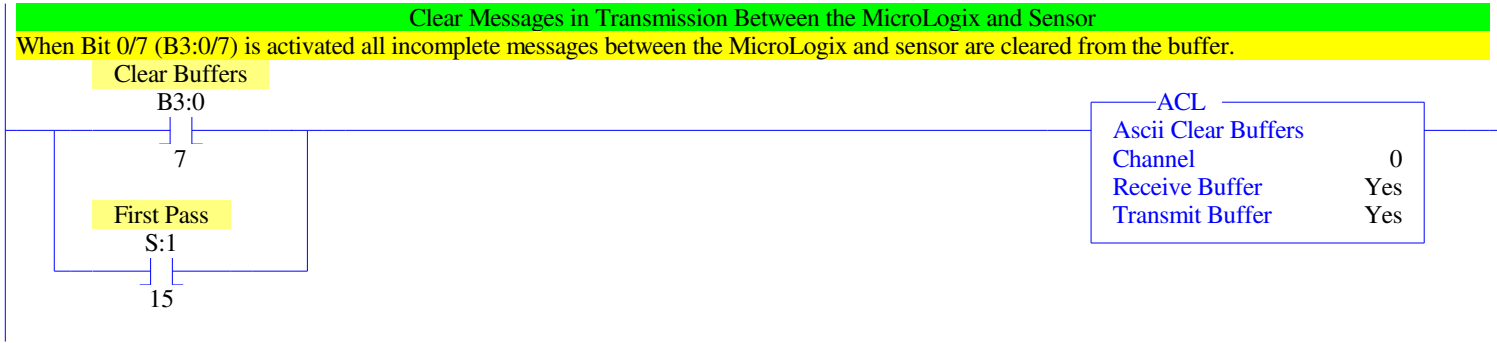 Clear Messages in Transmission Between the MicroLogix and Sensor
When Bit 0/7 (B3:0/7) is activated all incomplete messages between the MicroLogix and sensor are cleared from the buffer.
Clear Buffers
B3:0
7
First Pass
S:1
15
ACL
Ascii Clear Buffers
Channel 0
Receive Buffer Yes
Transmit Buffer Yes